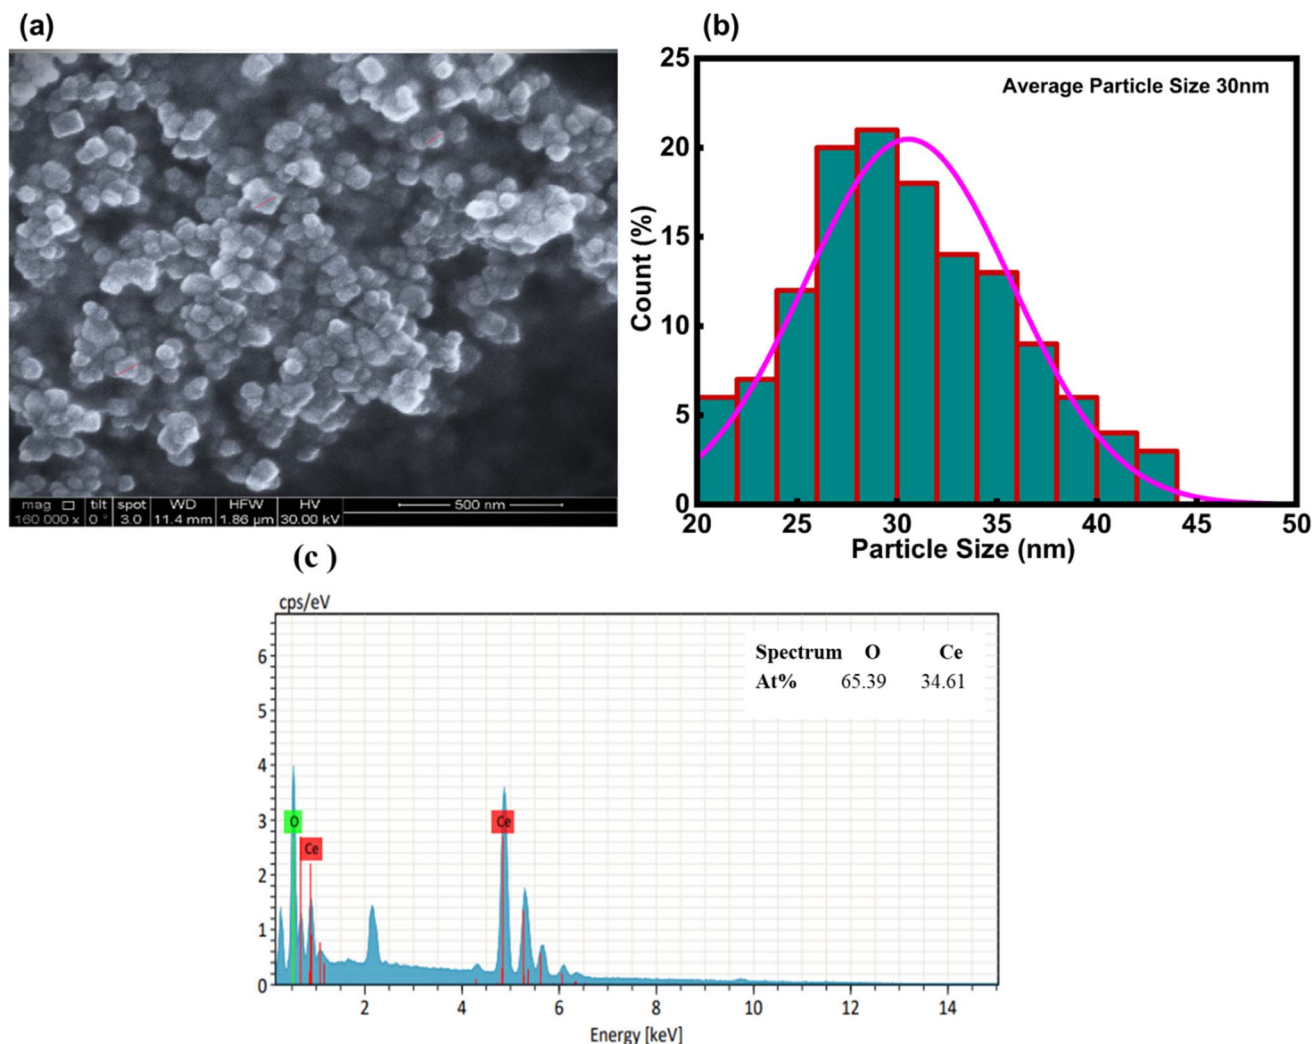 (a)
mag □ tilt spot WD HFW HV
160 000 x 0 ° 3.0 11.4 mm 1.86 µm 30.00 kV
500 nm
(b)
Average Particle Size 30nm
Count (%)
25
20
15
10
5
0
20 25 30 35 40 45 50
Particle Size (nm)
(c )
cps/eV
Spectrum O Ce
At% 65.39 34.61
6
5
4
3
2
1
0
O
Ce
Ce
2 4 6 8 10 12 14
Energy [keV]